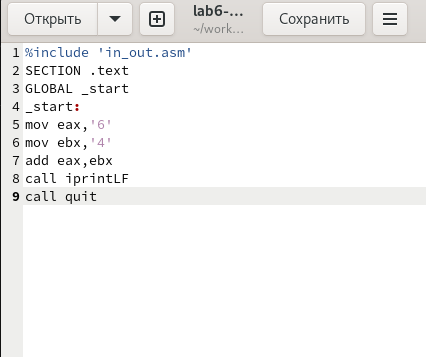 Открыть
lab6-...
~/work...
Сохранить
1 %include 'in_out.asm'
2 SECTION .text
3 GLOBAL _start
4 _start:
5 mov eax,'6'
6 mov ebx,'4'
7 add eax,ebx
8 call iprintLF
9 call quit